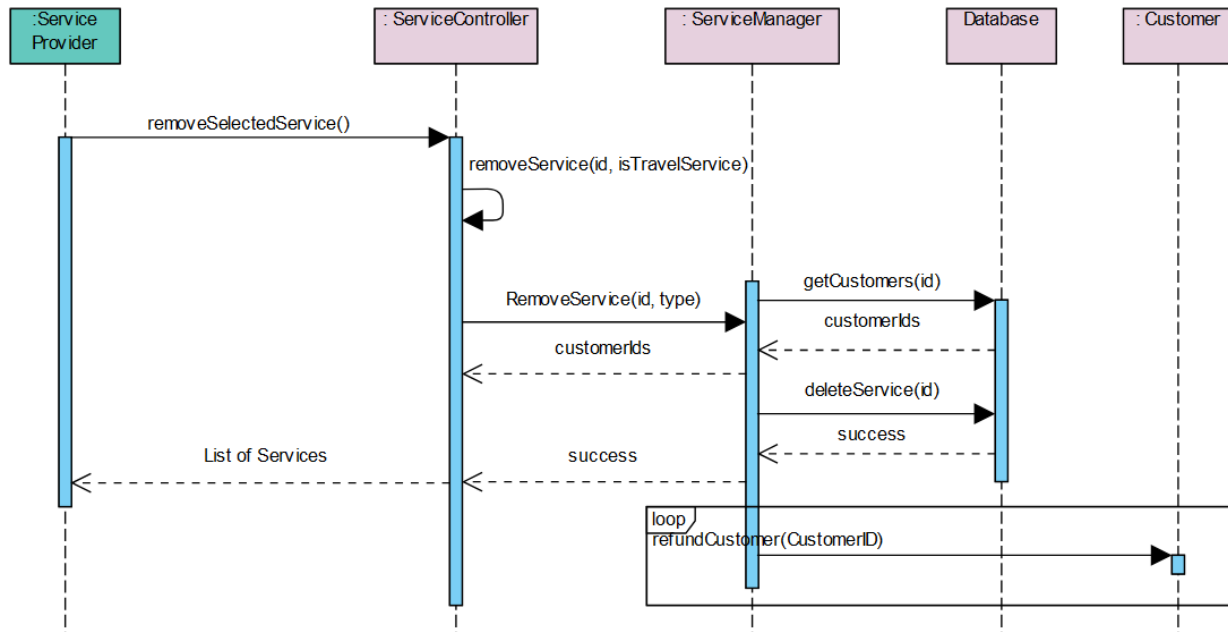 :Service
Provider
: ServiceController
: ServiceManager
Database
: Customer
removeSelectedService()
removeService(id, isTravelService)
getCustomers(id)
RemoveService(id, type)
customerIds
customerIds
deleteService(id)
success
List of Services
success
loop
refundCustomer(CustomerID)